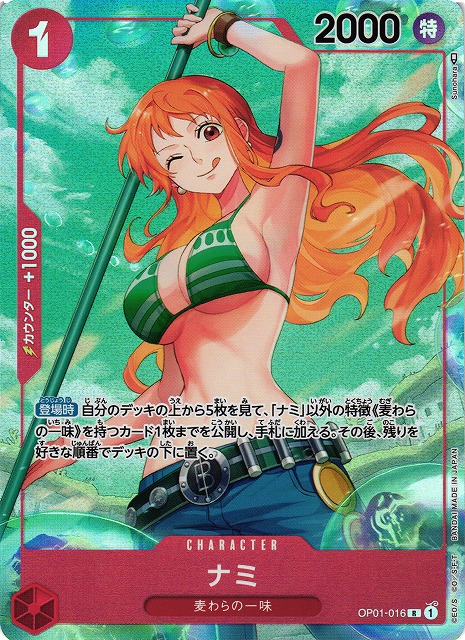 1
2000
特
Sunohara
カウンター +1000
登場時 自分のデッキの上から5枚を見て、「ナミ」以外の特徴《麦わら
の一味》を持つカード1枚までを公開し、手札に加える。その後、残りを
好きな順番でデッキの下に置く。
BANDAI MADE IN JAPAN
©E.O/S. ©O/S,F,T
CHARACTER
ナミ
麦わらの一味
OP01-016 R 1